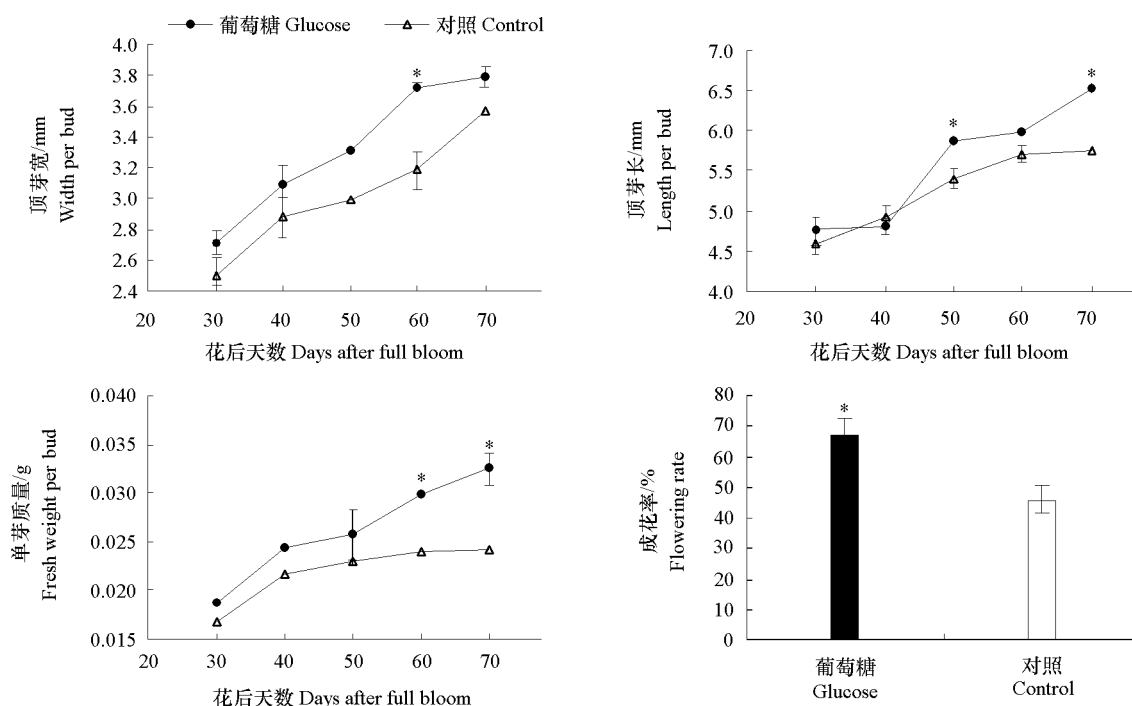 葡萄糖 Glucose
对照 Control
顶芽宽/mm
Width per bud
4.0
3.8
3.6
3.4
3.2
3.0
2.8
2.6
2.4
*
20 30 40 50 60 70
花后天数 Days after full bloom
顶芽长/mm
Length per bud
7.0
6.5
6.0
5.5
5.0
4.5
4.0
* *
20 30 40 50 60 70
花后天数 Days after full bloom
单芽质量/g
Fresh weight per bud
0.040
0.035
0.030
0.025
0.020
0.015
* *
20 30 40 50 60 70
花后天数 Days after full bloom
成花率/%
Flowering rate
80
70
60
50
40
30
20
10
0
*
葡萄糖
Glucose
对照
Control